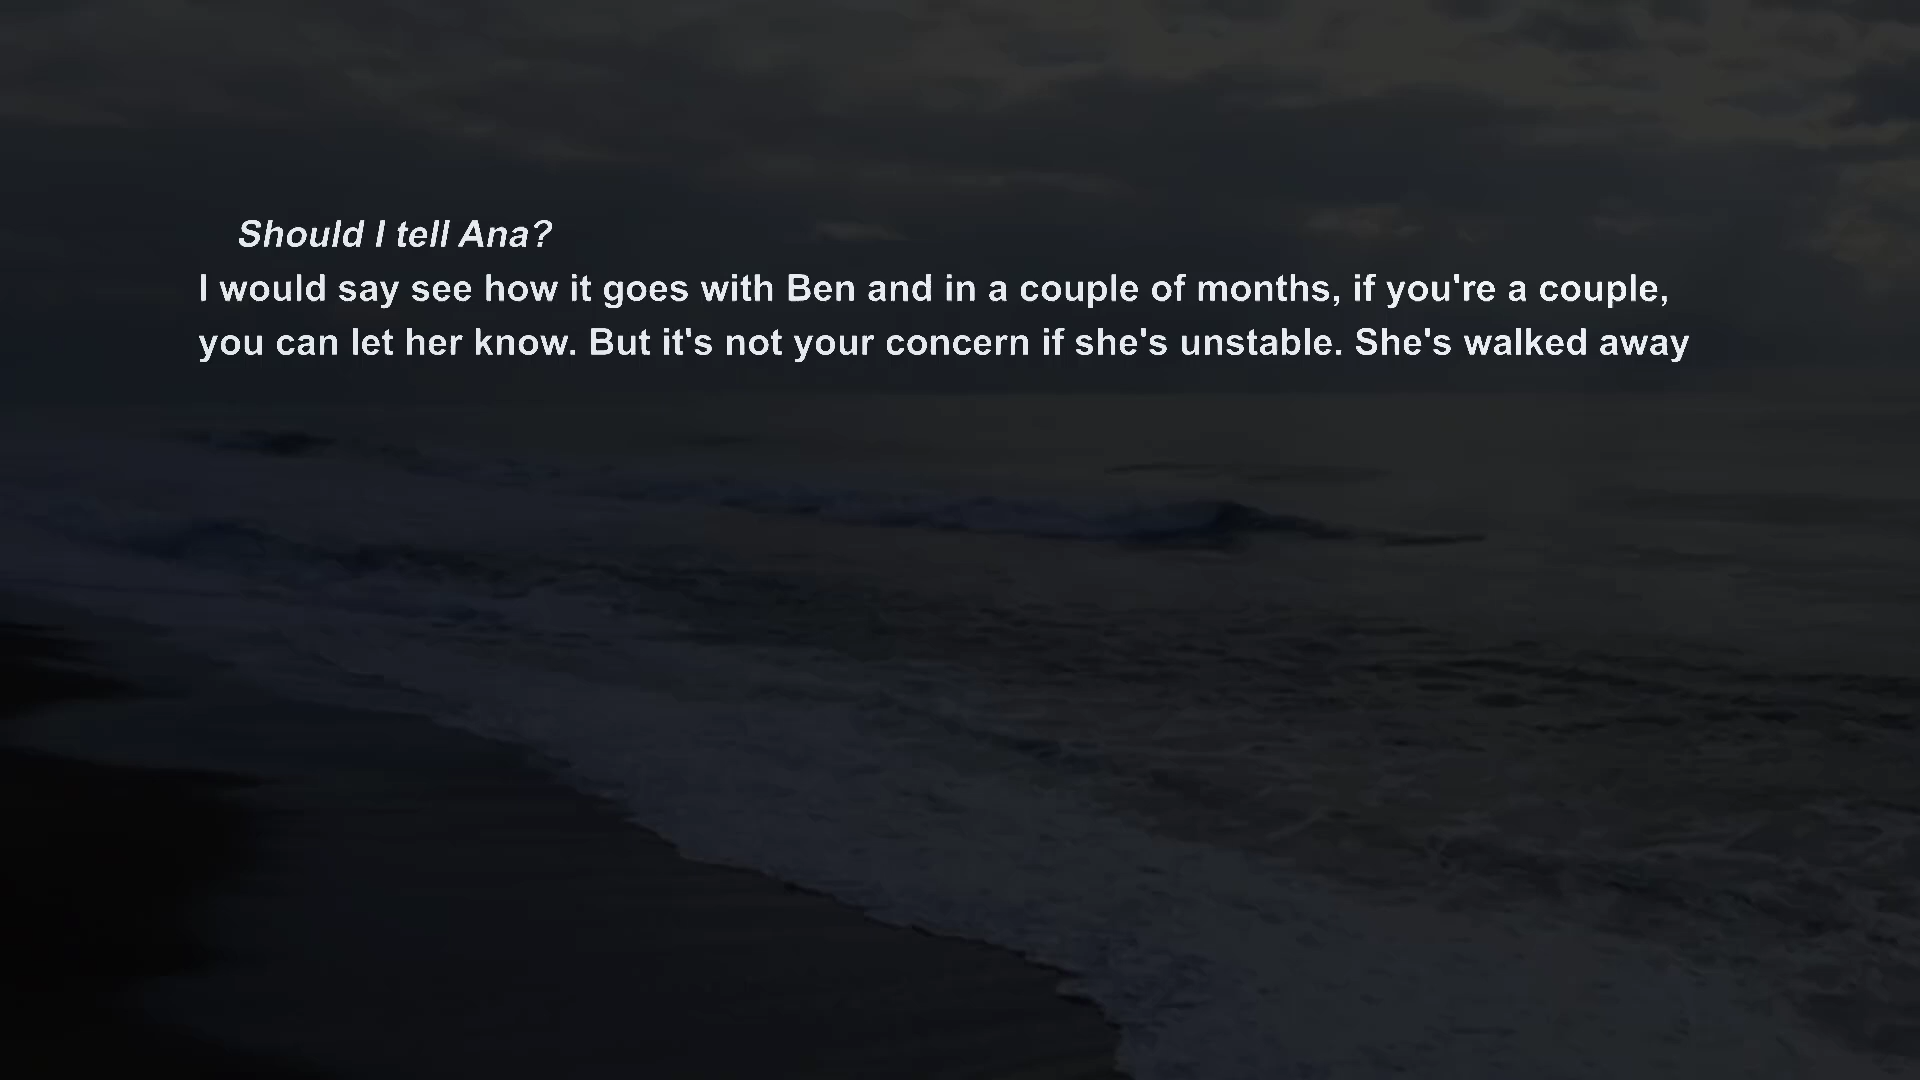 Should I tell Ana?
I would say see how it goes with Ben and in a couple of months, if you're a couple,
you can let her know. But it's not your concern if she's unstable. She's walked away